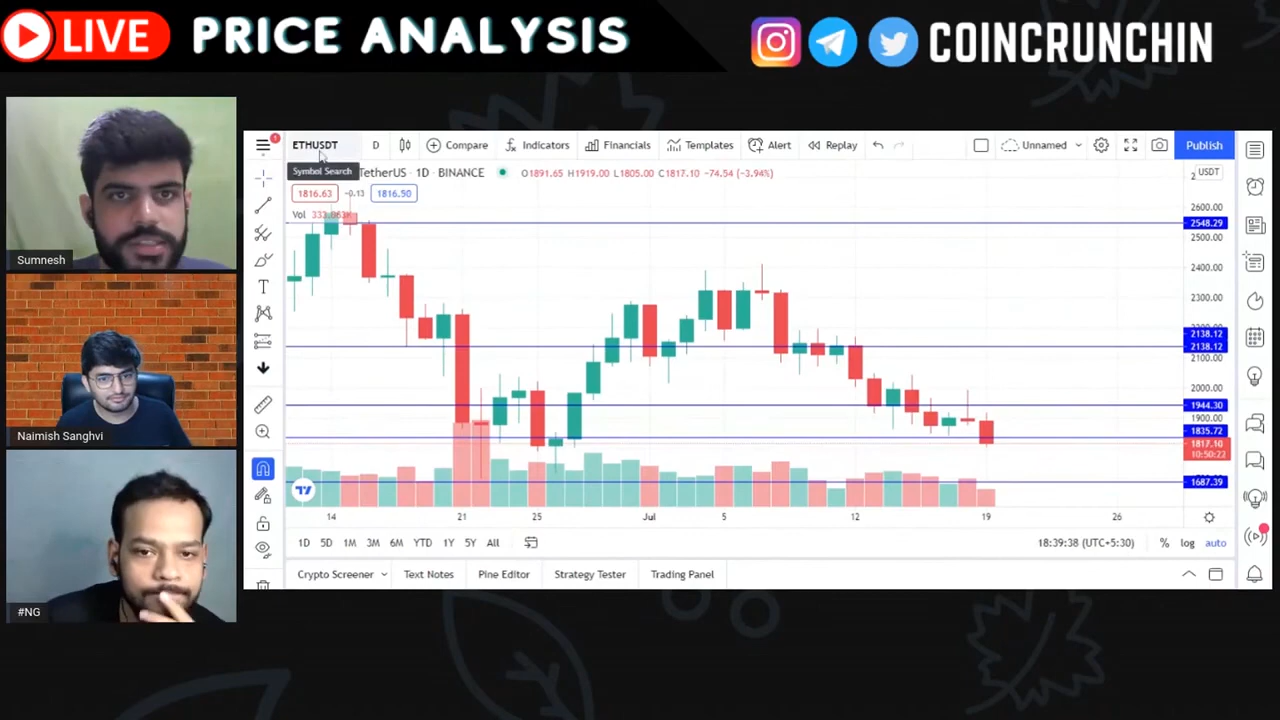 LIVE PRICE ANALYSIS COINCRUNCHIN
Sumnesh
Naimish Sanghvi
#NG
ETHUSDT D Compare Indicators Financials Templates Alert Replay Unnamed Publish
Symbol Search TetherUS · 1D · BINANCE O1891.65 H1919.00 L1805.00 C1817.10 -74.54 (-3.94%)
USDT
1816.63 -0.13 1816.50
Vol 333.863K
2600.00
2548.29
2500.00
2400.00
2300.00
2138.12
2138.12
2100.00
2000.00
1944.30
1900.00
1835.72
1817.10
10:50:22
1687.39
14 21 25 Jul 5 12 19 26
1D 5D 1M 3M 6M YTD 1Y 5Y All 18:39:38 (UTC+5:30) % log auto
Crypto Screener Text Notes Pine Editor Strategy Tester Trading Panel